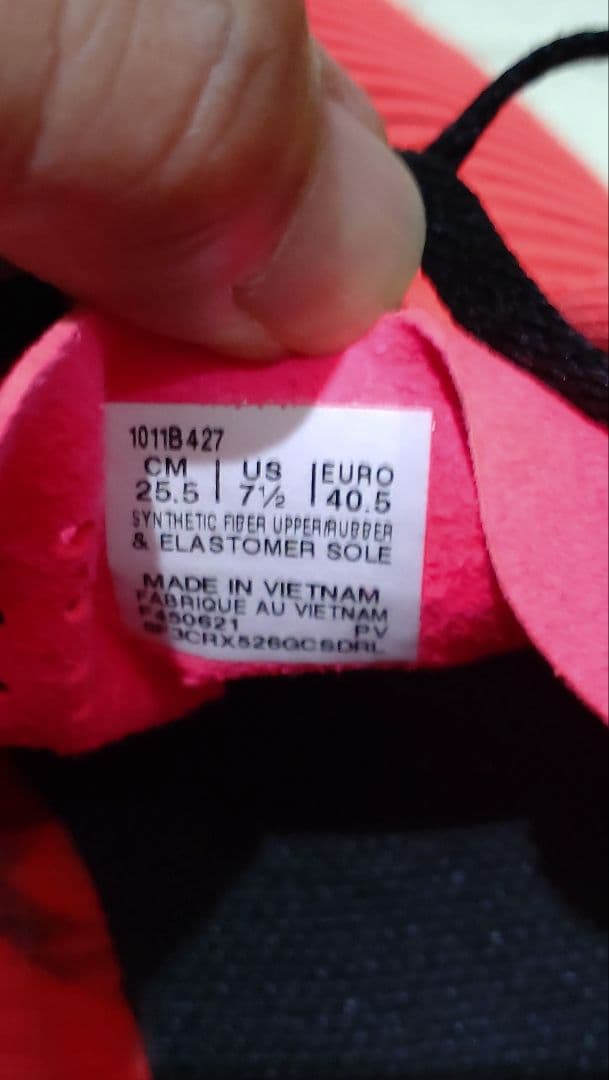 1011B427
CM | US | EURO
25.5 | 7½ | 40.5
SYNTHETIC FIBER UPPER/RUBBER
& ELASTOMER SOLE
MADE IN VIETNAM
FABRIQUE AU VIETNAM
F450621 PV